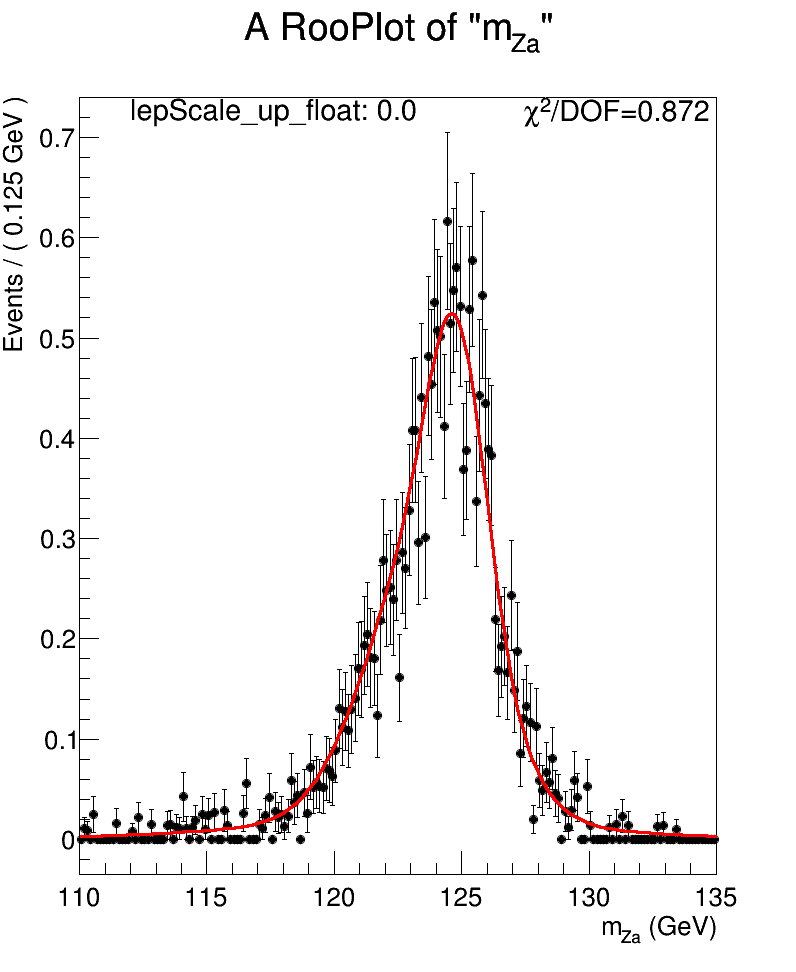 A RooPlot of "m_Za"
lepScale_up_float: 0.0 χ²/DOF=0.872
Events / ( 0.125 GeV )
0.7
0.6
0.5
0.4
0.3
0.2
0.1
0
110 115 120 125 130 135
m_Za (GeV)